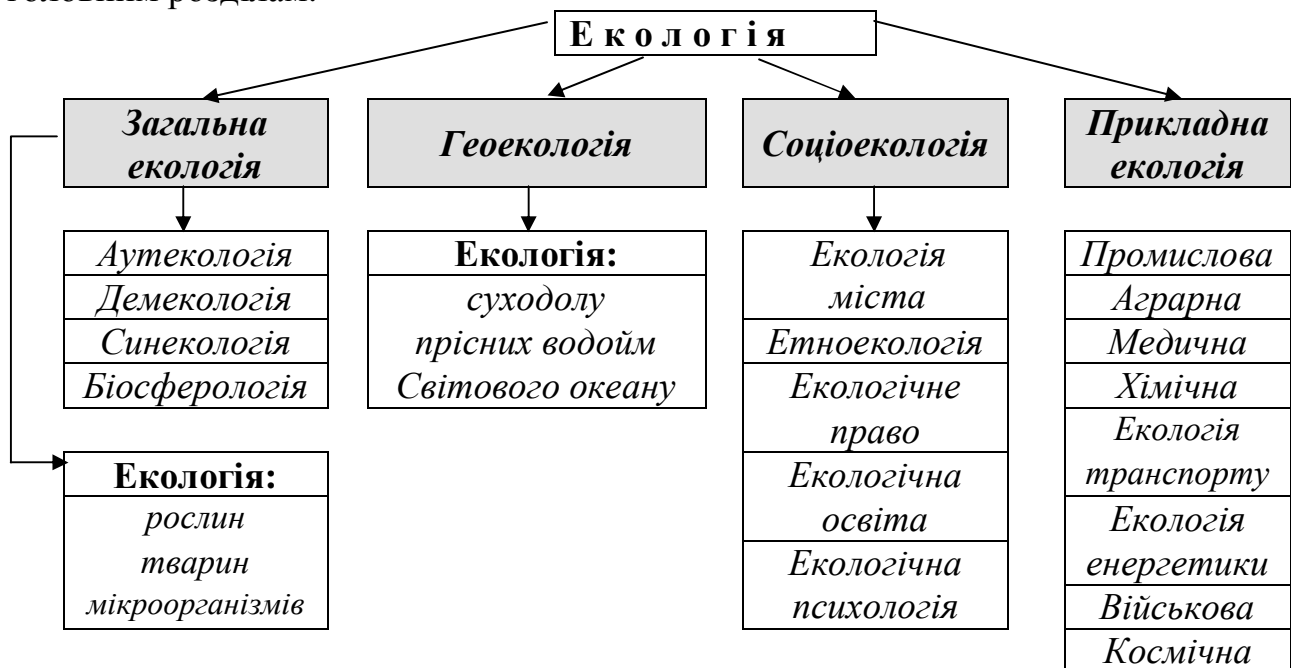 головним розділам.
Е к о л о г і я
Загальна
екологія
Геоекологія
Соціоекологія
Прикладна
екологія
Аутекологія
Демекологія
Синекологія
Біосферологія
Екологія:
рослин
тварин
мікроорганізмів
Екологія:
суходолу
прісних водойм
Світового океану
Екологія
міста
Етноекологія
Екологічне
право
Екологічна
освіта
Екологічна
психологія
Промислова
Аграрна
Медична
Хімічна
Екологія
транспорту
Екологія
енергетики
Військова
Космічна